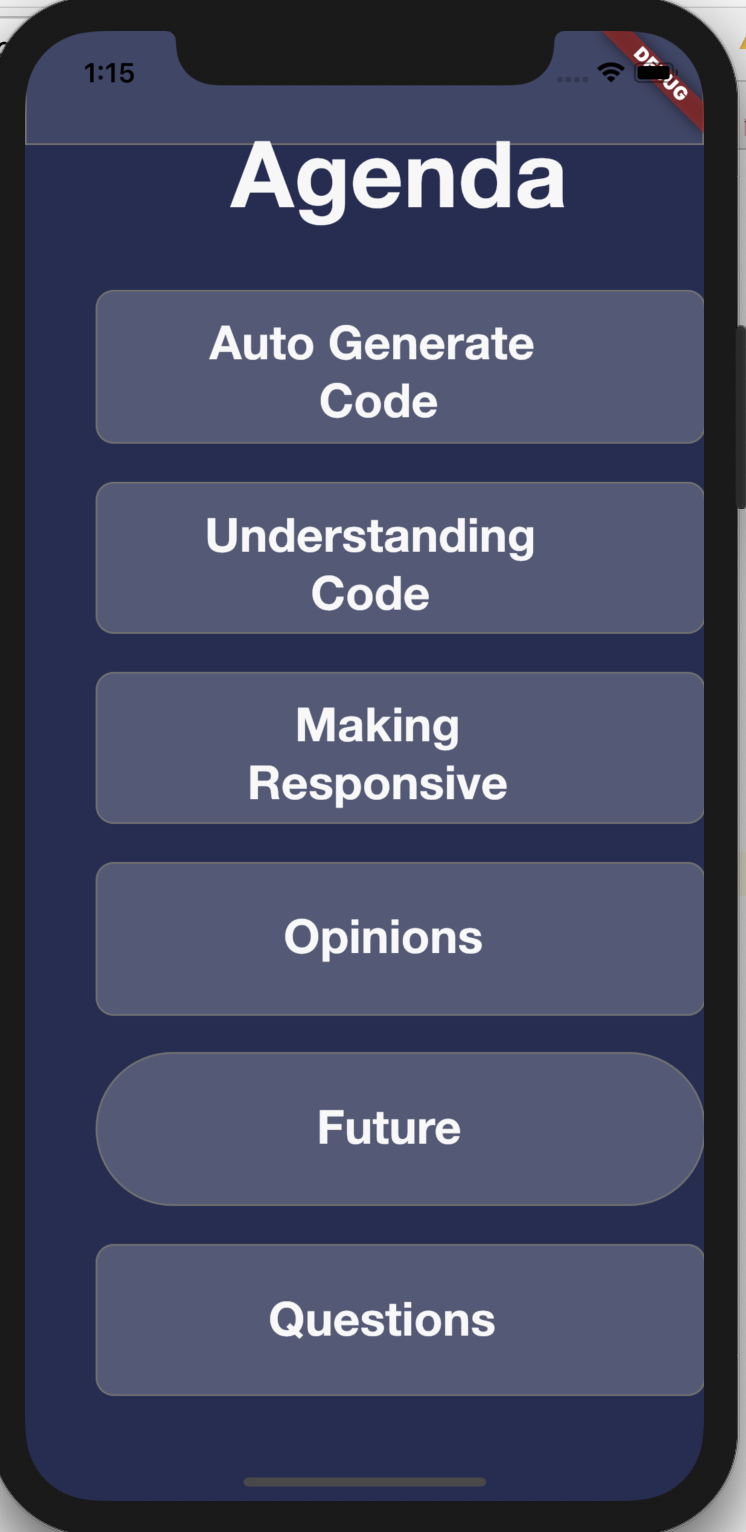 1:15
DEBUG
Agenda
Auto Generate
Code
Understanding
Code
Making
Responsive
Opinions
Future
Questions